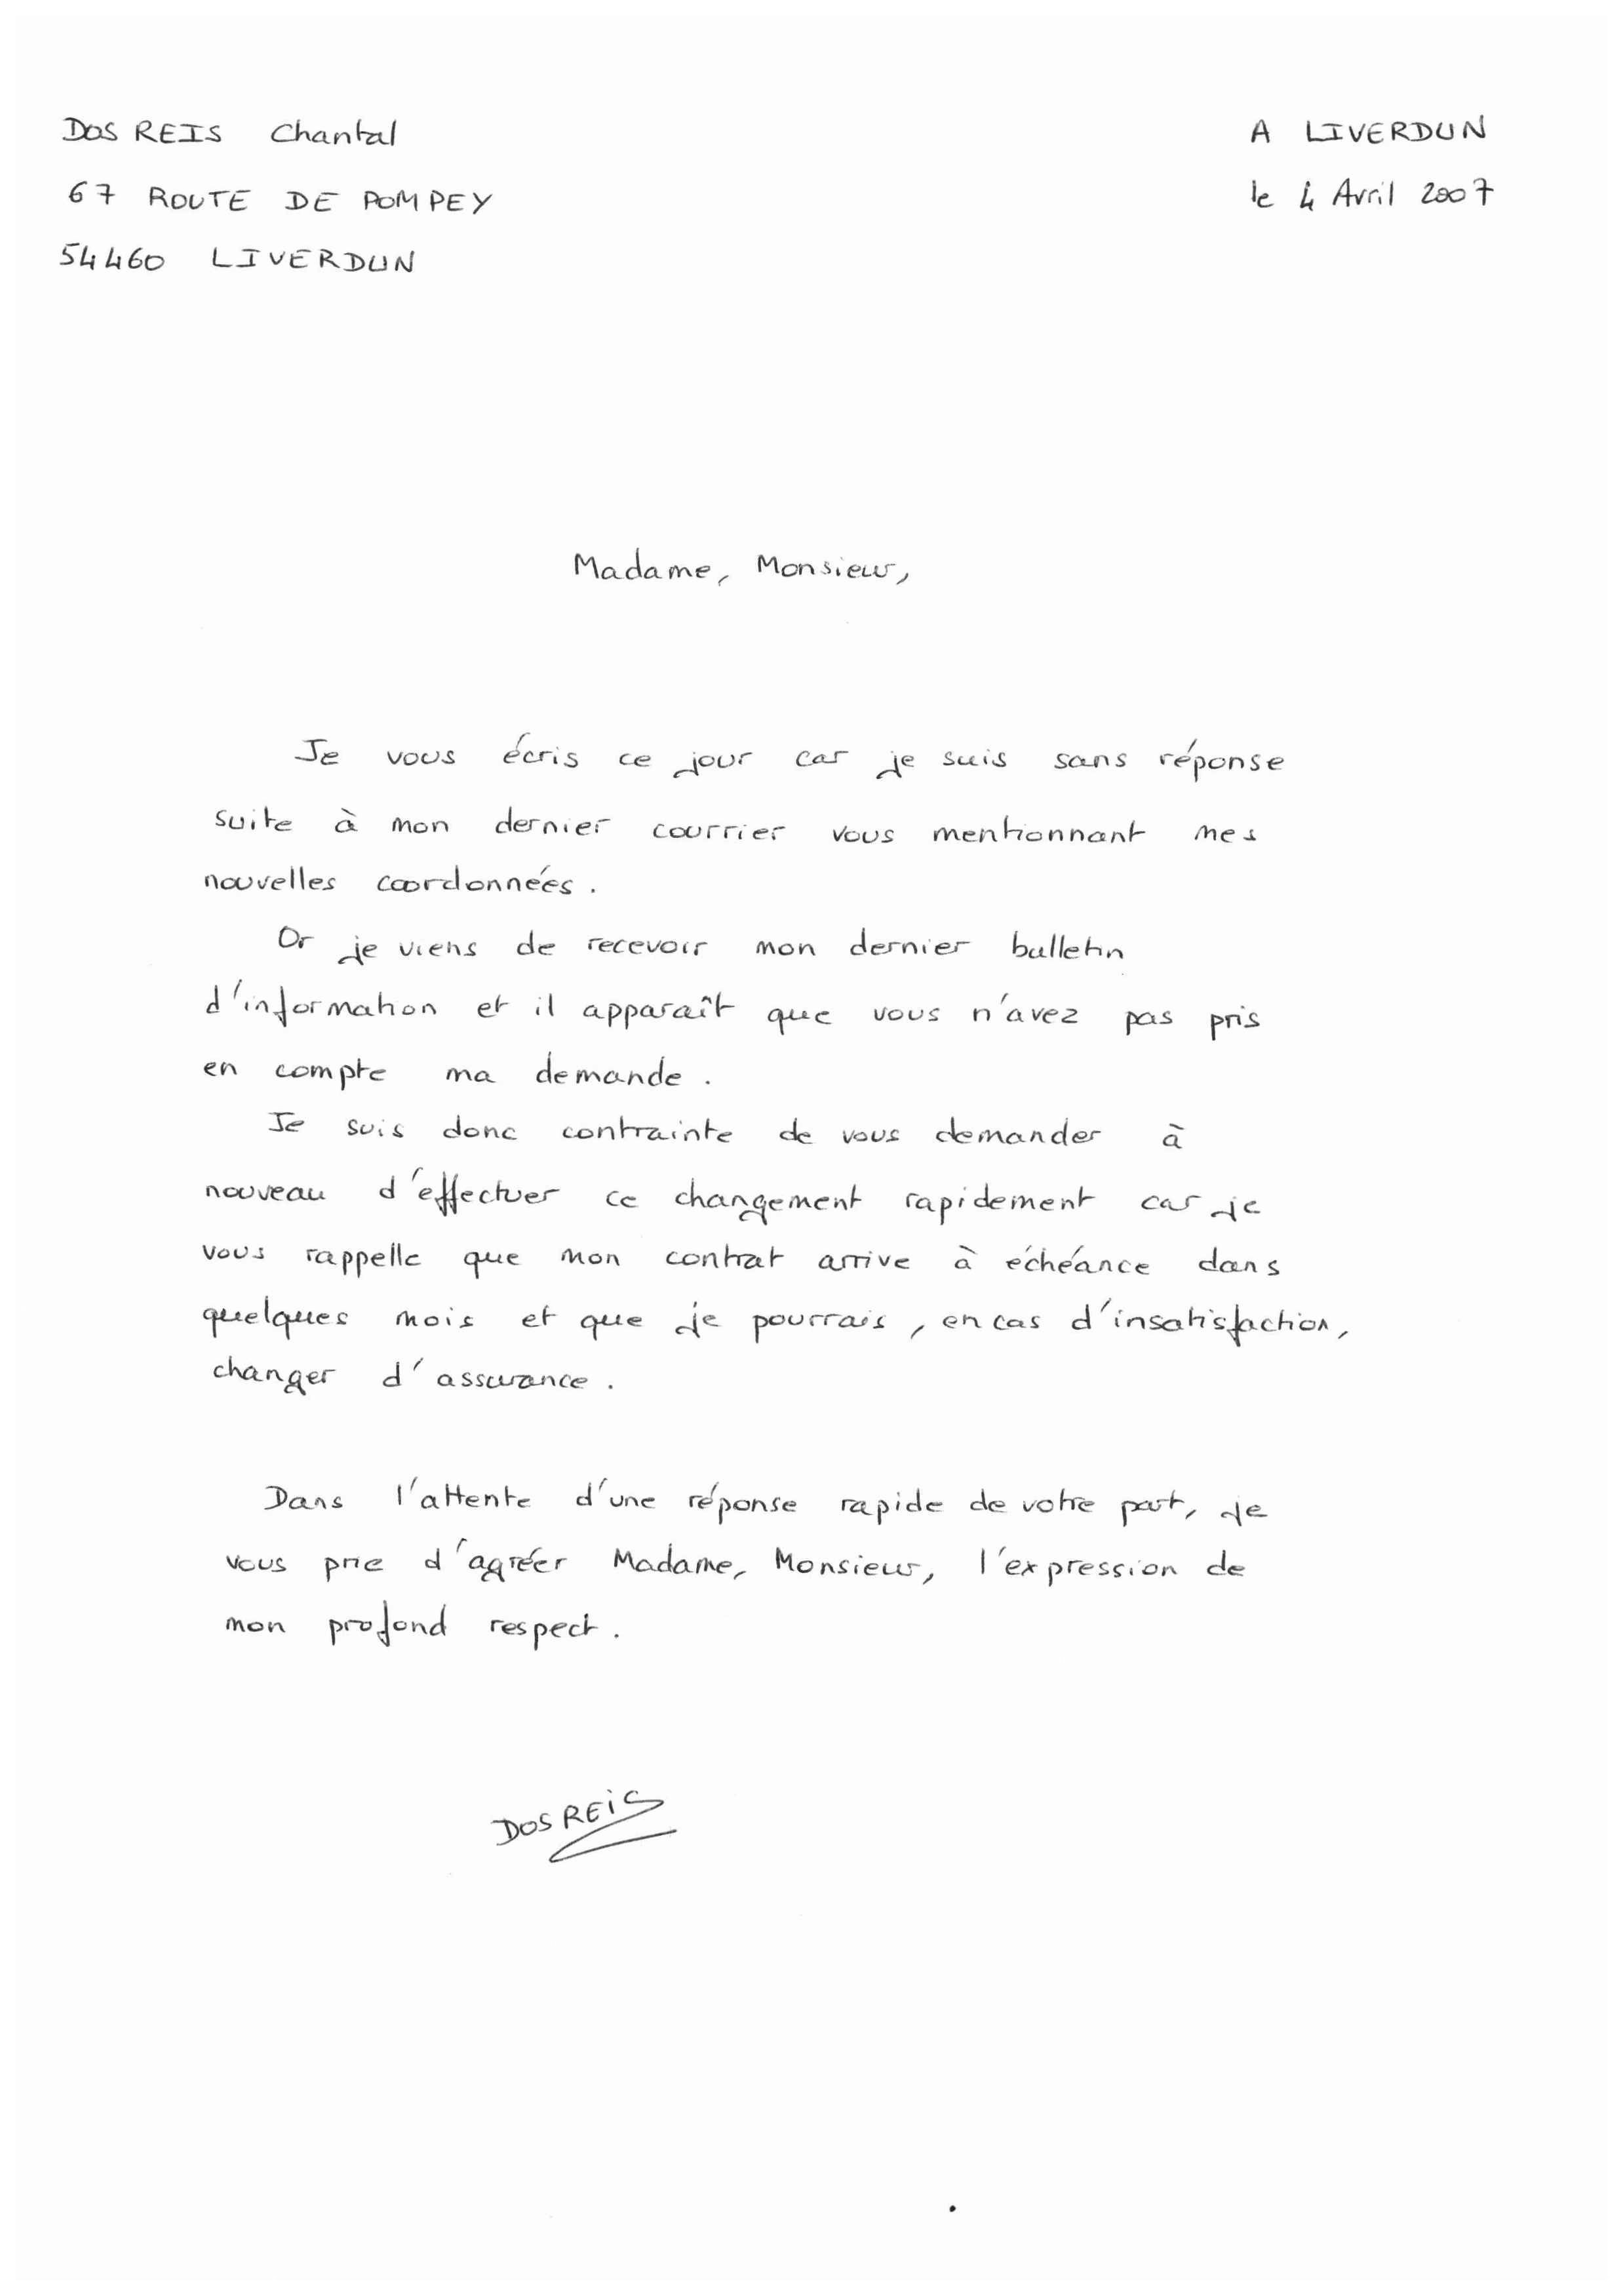 DOS REIS Chantal
A LIVERDUN
67 ROUTE DE POMPEY
le 4 Avril 2007
54460 LIVERDUN
Madame, Monsieur,
Je vous écris ce jour car je suis sans réponse
suite à mon dernier courrier vous mentionnant mes
nouvelles coordonnées.
Or je viens de recevoir mon dernier bulletin
d'information et il apparaît que vous n'avez pas pris
en compte ma demande.
Je suis donc contrainte de vous demander à
nouveau d'effectuer ce changement rapidement car je
vous rappelle que mon contrat arrive à échéance dans
quelques mois et que je pourrais, en cas d'insatisfaction,
changer d'assurance.
Dans l'attente d'une réponse rapide de votre part, je
vous prie d'agréer Madame, Monsieur, l'expression de
mon profond respect.
DOS REIS